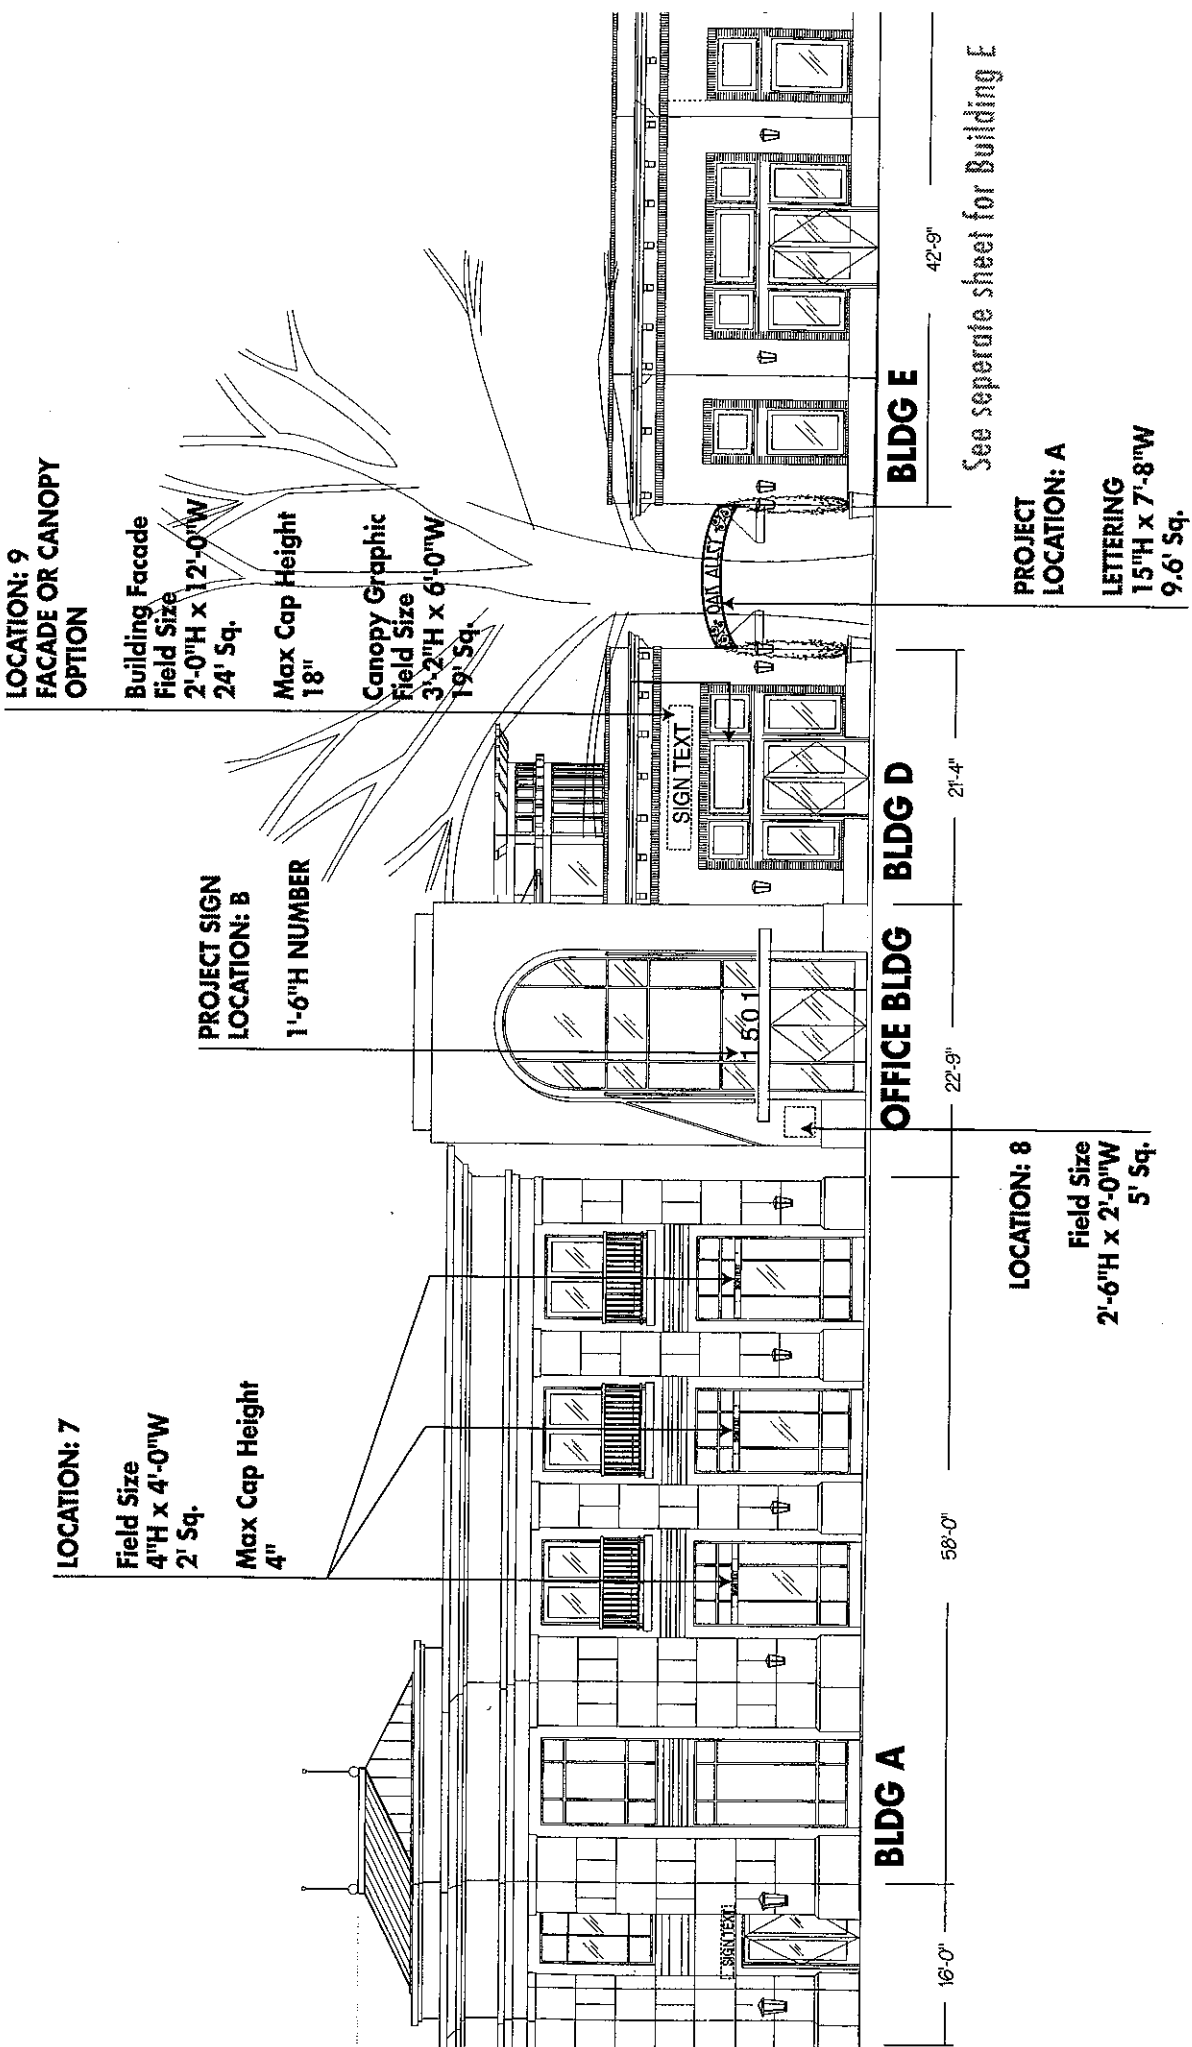 LOCATION: 7
Field Size
4"H x 4'-0"W
2' Sq.
Max Cap Height
4"
PROJECT SIGN
LOCATION: B
1'-6"H NUMBER
LOCATION: 9
FACADE OR CANOPY
OPTION
Building Facade
Field Size
2'-0"H x 12'-0"W
24' Sq.
Max Cap Height
18"
Canopy Graphic
Field Size
3'-2"H x 6'-0"W
19' Sq.
SIGN TEXT
1501
SIGN TEXT
OAK ALLEY
BLDG A
OFFICE BLDG
BLDG D
BLDG E
16'-0"
58'-0"
22'-9"
21'-4"
42'-9"
See seperate sheet for Building E
LOCATION: 8
Field Size
2'-6"H x 2'-0"W
5' Sq.
PROJECT
LOCATION: A
LETTERING
15"H x 7'-8"W
9.6' Sq.